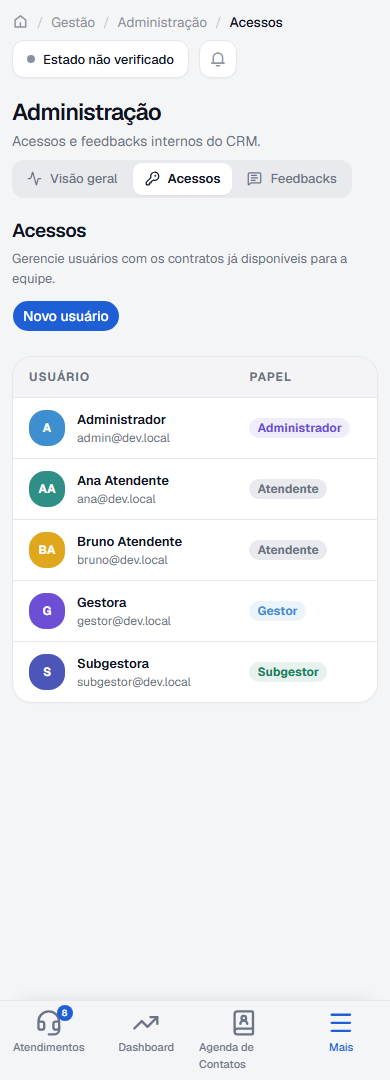 / Gestão / Administração / Acessos
Estado não verificado
Administração
Acessos e feedbacks internos do CRM.
Visão geral Acessos Feedbacks
Acessos
Gerencie usuários com os contratos já disponíveis para a
equipe.
Novo usuário
USUÁRIO PAPEL
A Administrador Administrador
admin@dev.local
AA Ana Atendente Atendente
ana@dev.local
BA Bruno Atendente Atendente
bruno@dev.local
G Gestora Gestor
gestor@dev.local
S Subgestora Subgestor
subgestor@dev.local
8
Atendimentos Dashboard Agenda de Mais
Contatos